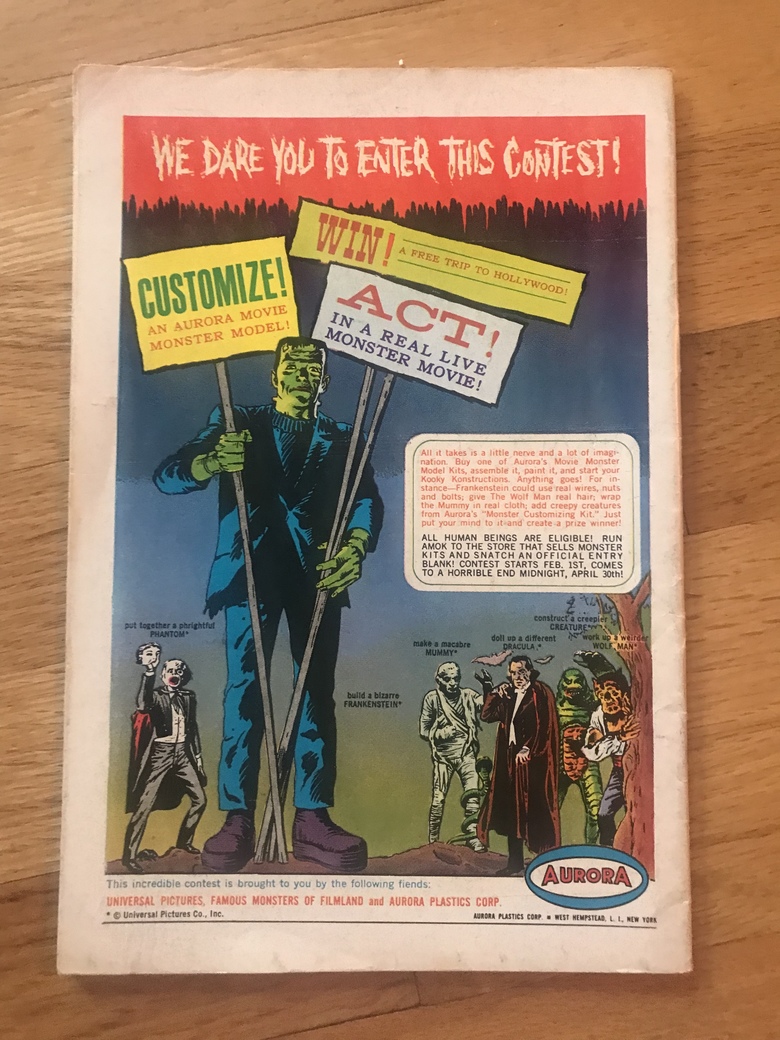 WE DARE YOU TO ENTER THIS CONTEST!
WIN! A FREE TRIP TO HOLLYWOOD!
CUSTOMIZE!
AN AURORA MOVIE
MONSTER MODEL!
ACT!
IN A REAL LIVE
MONSTER MOVIE!
All it takes is a little nerve and a lot of imagi-
nation. Buy one of Aurora's Movie Monster
Model Kits, assemble it, paint it, and start your
Kooky Konstructions. Anything goes! For in-
stance—Frankenstein could use real wires, nuts
and bolts; give The Wolf Man real hair; wrap
the Mummy in real cloth; add creepy creatures
from Aurora's "Monster Customizing Kit." Just
put your mind to it-and create a prize winner!
ALL HUMAN BEINGS ARE ELIGIBLE! RUN
AMOK TO THE STORE THAT SELLS MONSTER
KITS AND SNATCH AN OFFICIAL ENTRY
BLANK! CONTEST STARTS FEB. 1ST, COMES
TO A HORRIBLE END MIDNIGHT, APRIL 30th!
put together a phrightful
PHANTOM*
build a bizarre
FRANKENSTEIN*
make a macabre
MUMMY*
doll up a different
DRACULA*
construct a creepier
CREATURE*
work up a weirder
WOLF MAN*
AURORA
This incredible contest is brought to you by the following fiends:
UNIVERSAL PICTURES, FAMOUS MONSTERS OF FILMLAND and AURORA PLASTICS CORP.
* © Universal Pictures Co., Inc.
AURORA PLASTICS CORP. ■ WEST HEMPSTEAD, L. I., NEW YORK